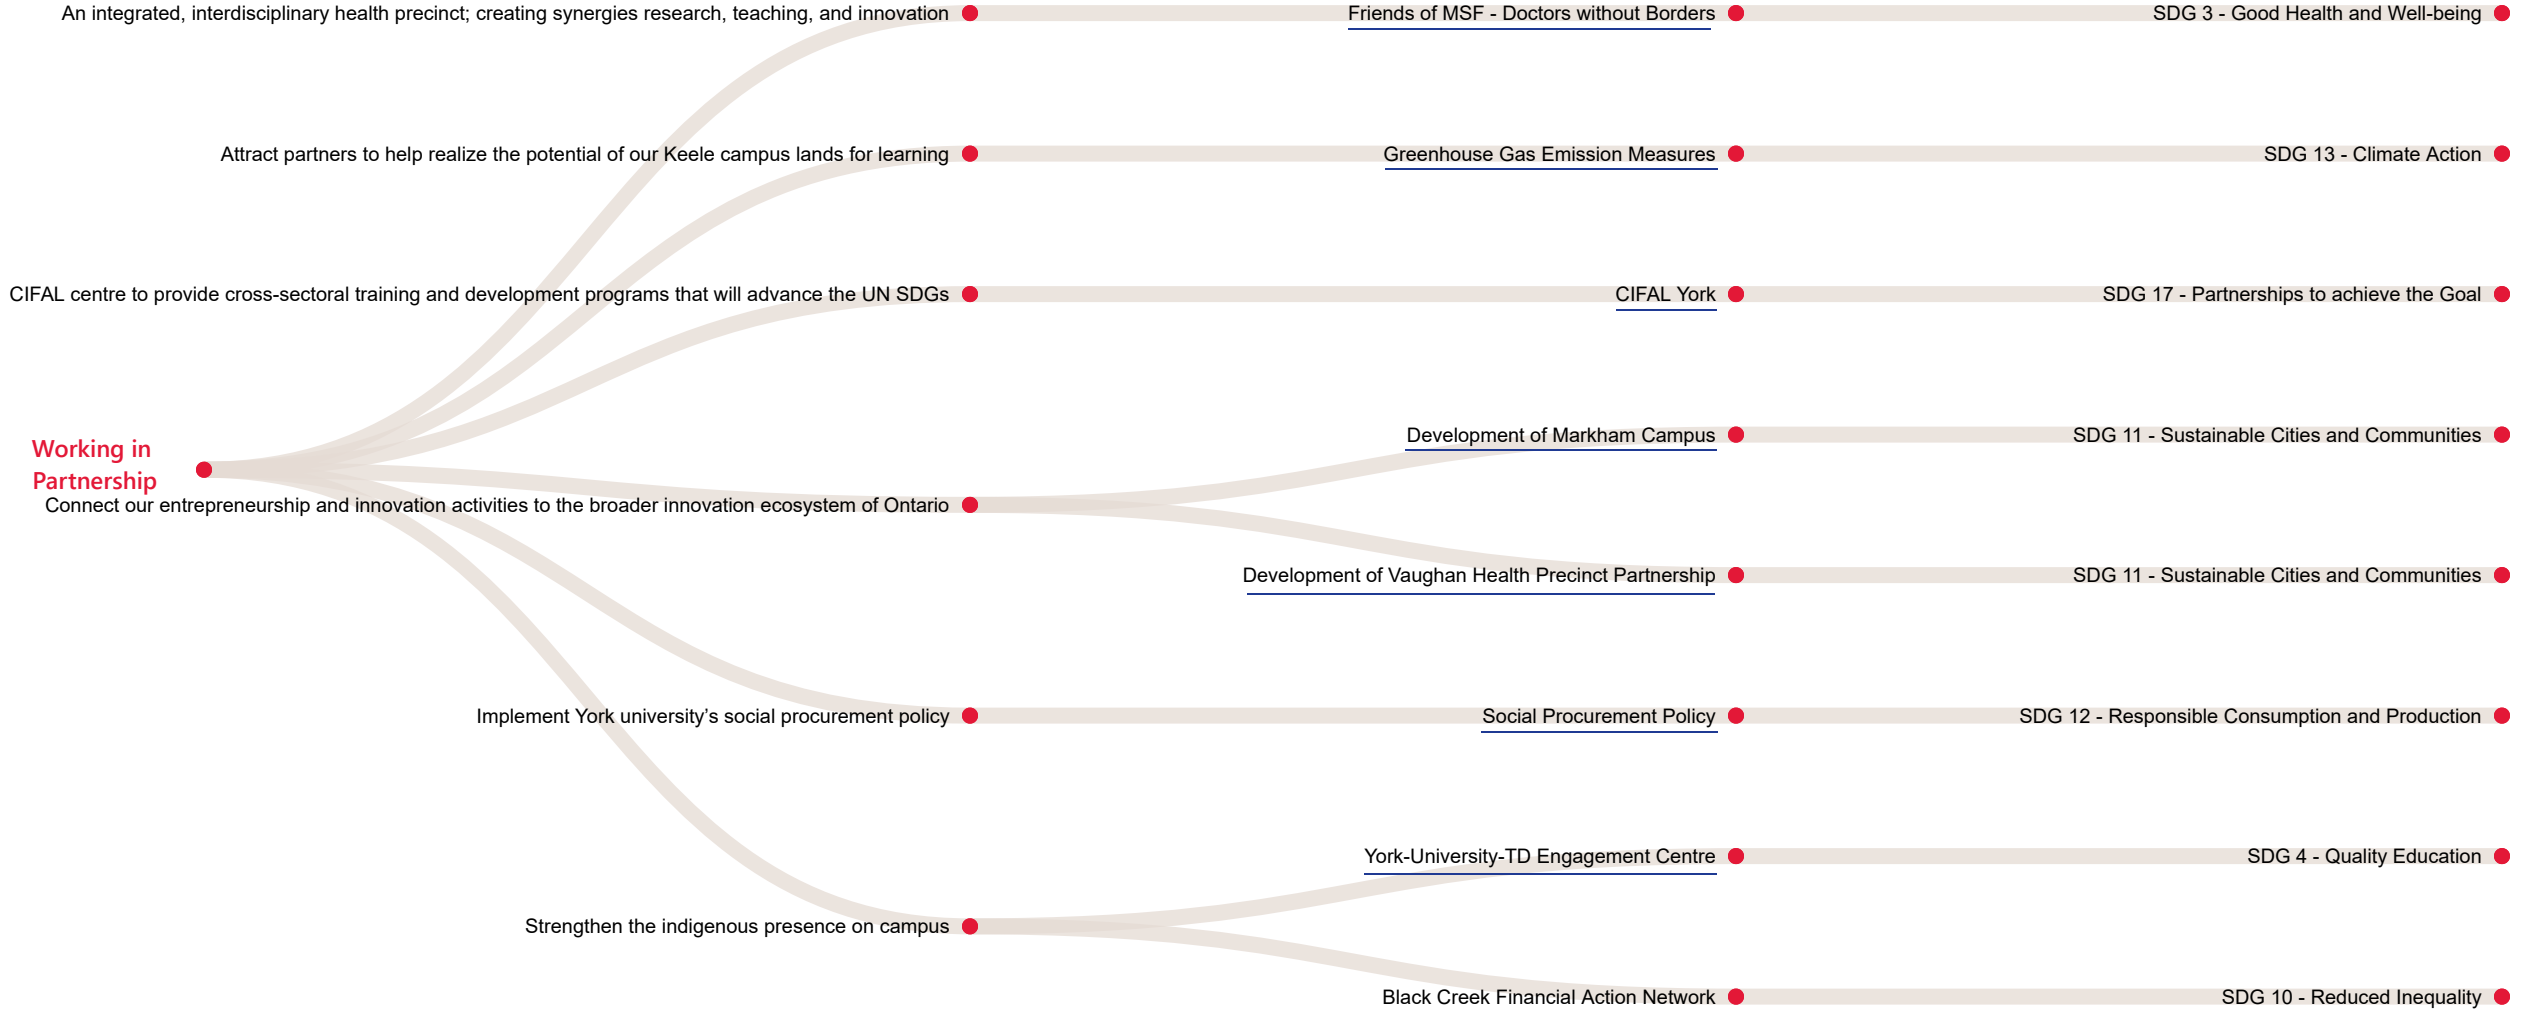 An integrated, interdisciplinary health precinct; creating synergies research, teaching, and innovation
Friends of MSF - Doctors without Borders
SDG 3 - Good Health and Well-being
Attract partners to help realize the potential of our Keele campus lands for learning
Greenhouse Gas Emission Measures
SDG 13 - Climate Action
CIFAL centre to provide cross-sectoral training and development programs that will advance the UN SDGs
CIFAL York
SDG 17 - Partnerships to achieve the Goal
Working in
Partnership
Connect our entrepreneurship and innovation activities to the broader innovation ecosystem of Ontario
Development of Markham Campus
SDG 11 - Sustainable Cities and Communities
Development of Vaughan Health Precinct Partnership
SDG 11 - Sustainable Cities and Communities
Implement York university’s social procurement policy
Social Procurement Policy
SDG 12 - Responsible Consumption and Production
Strengthen the indigenous presence on campus
York-University-TD Engagement Centre
SDG 4 - Quality Education
Black Creek Financial Action Network
SDG 10 - Reduced Inequality